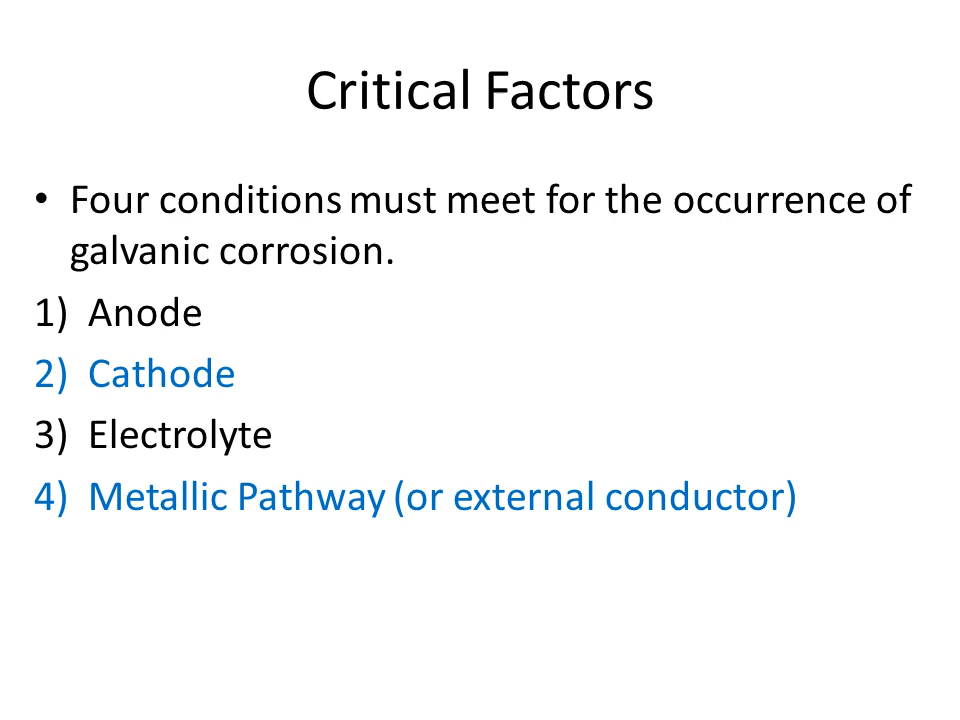 Critical Factors
• Four conditions must meet for the occurrence of
galvanic corrosion.
1) Anode
2) Cathode
3) Electrolyte
4) Metallic Pathway (or external conductor)